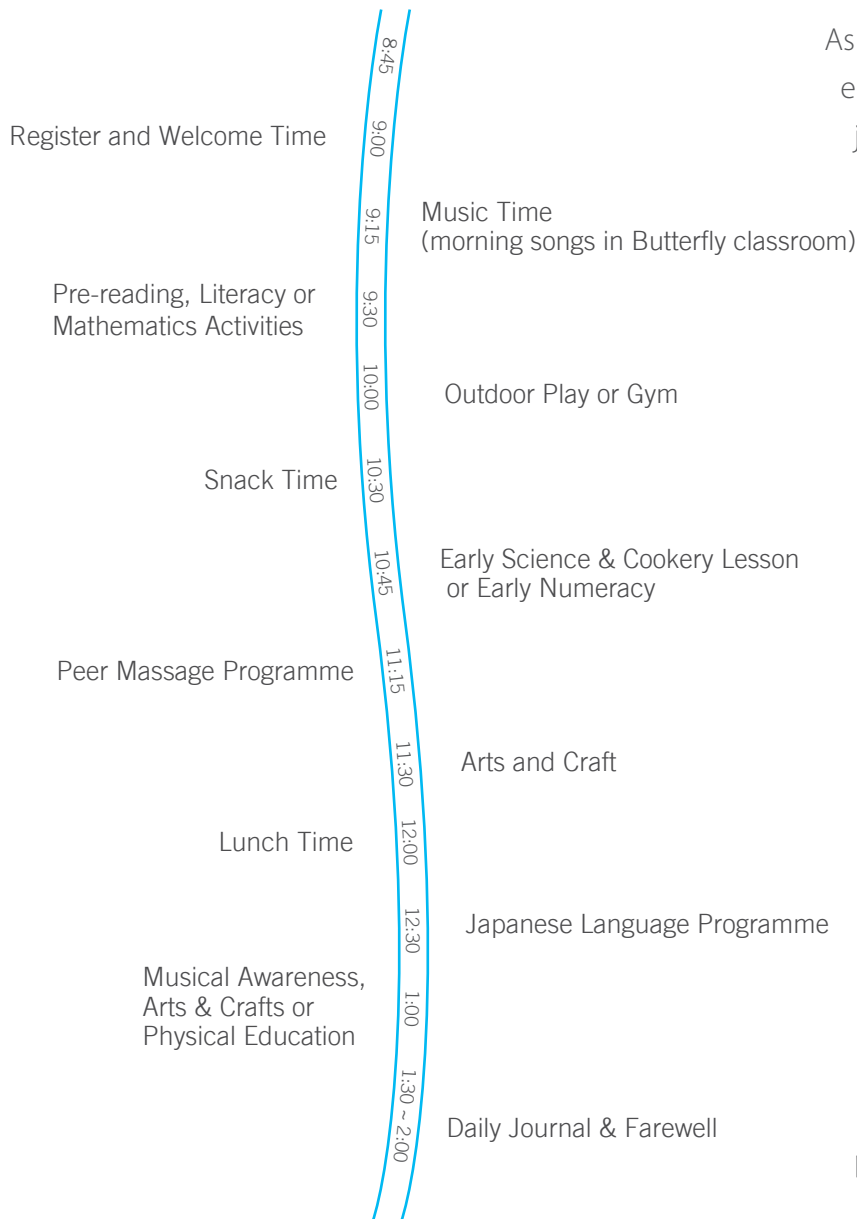 8:45
As
e
j
Register and Welcome Time
9:00
9:15
Music Time
(morning songs in Butterfly classroom)
Pre-reading, Literacy or
Mathematics Activities
9:30
10:00
Outdoor Play or Gym
Snack Time
10:30
10:45
Early Science & Cookery Lesson
or Early Numeracy
Peer Massage Programme
11:15
11:30
Arts and Craft
Lunch Time
12:00
12:30
Japanese Language Programme
Musical Awareness,
Arts & Crafts or
Physical Education
1:00
1:30 ~ 2:00
Daily Journal & Farewell